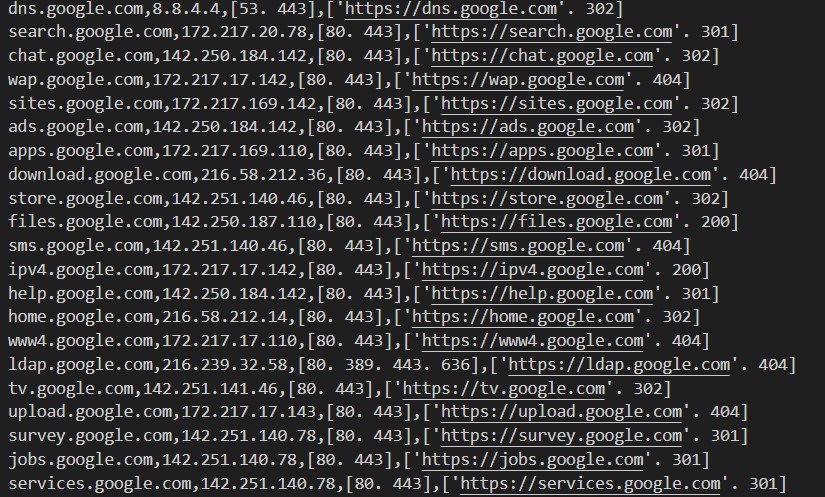 dns.google.com,8.8.4.4,[53. 443],['https://dns.google.com'. 302]
search.google.com,172.217.20.78,[80. 443],['https://search.google.com'. 301]
chat.google.com,142.250.184.142,[80. 443],['https://chat.google.com'. 302]
wap.google.com,172.217.17.142,[80. 443],['https://wap.google.com'. 404]
sites.google.com,172.217.169.142,[80. 443],['https://sites.google.com'. 302]
ads.google.com,142.250.184.142,[80. 443],['https://ads.google.com'. 302]
apps.google.com,172.217.169.110,[80. 443],['https://apps.google.com'. 301]
download.google.com,216.58.212.36,[80. 443],['https://download.google.com'. 404]
store.google.com,142.251.140.46,[80. 443],['https://store.google.com'. 302]
files.google.com,142.250.187.110,[80. 443],['https://files.google.com'. 200]
sms.google.com,142.251.140.46,[80. 443],['https://sms.google.com'. 404]
ipv4.google.com,172.217.17.142,[80. 443],['https://ipv4.google.com'. 200]
help.google.com,142.250.184.142,[80. 443],['https://help.google.com'. 301]
home.google.com,216.58.212.14,[80. 443],['https://home.google.com'. 302]
www4.google.com,172.217.17.110,[80. 443],['https://www4.google.com'. 404]
ldap.google.com,216.239.32.58,[80. 389. 443. 636],['https://ldap.google.com'. 404]
tv.google.com,142.251.141.46,[80. 443],['https://tv.google.com'. 302]
upload.google.com,172.217.17.143,[80. 443],['https://upload.google.com'. 404]
survey.google.com,142.251.140.78,[80. 443],['https://survey.google.com'. 301]
jobs.google.com,142.251.140.78,[80. 443],['https://jobs.google.com'. 301]
services.google.com,142.251.140.78,[80. 443],['https://services.google.com'. 301]